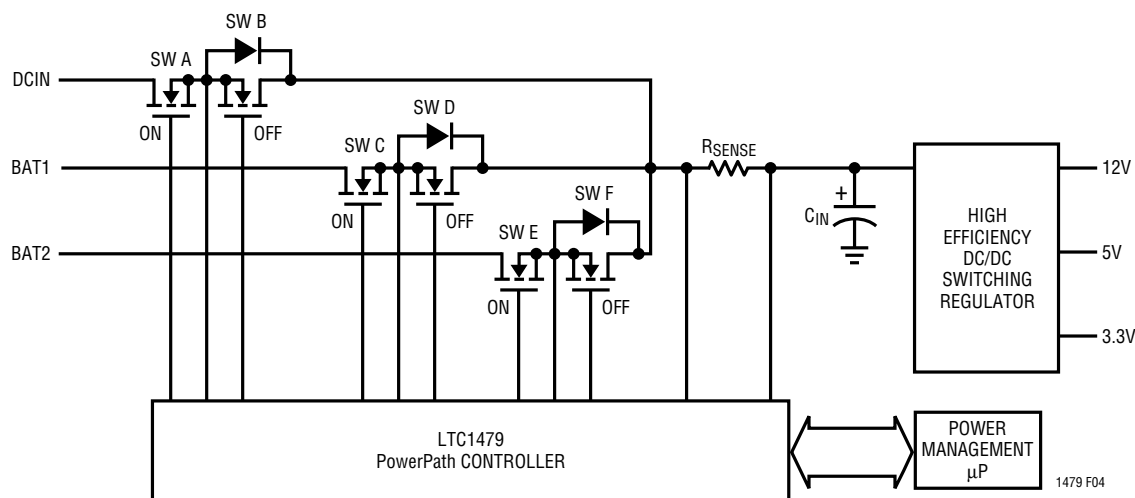 SW B
SW A
DCIN
ON
OFF
SW D
SW C
BAT1
ON
OFF
RSENSE
SW F
SW E
BAT2
ON
OFF
+
CIN
HIGH
EFFICIENCY
DC/DC
SWITCHING
REGULATOR
12V
5V
3.3V
LTC1479
PowerPath CONTROLLER
POWER
MANAGEMENT
µP
1479 F04